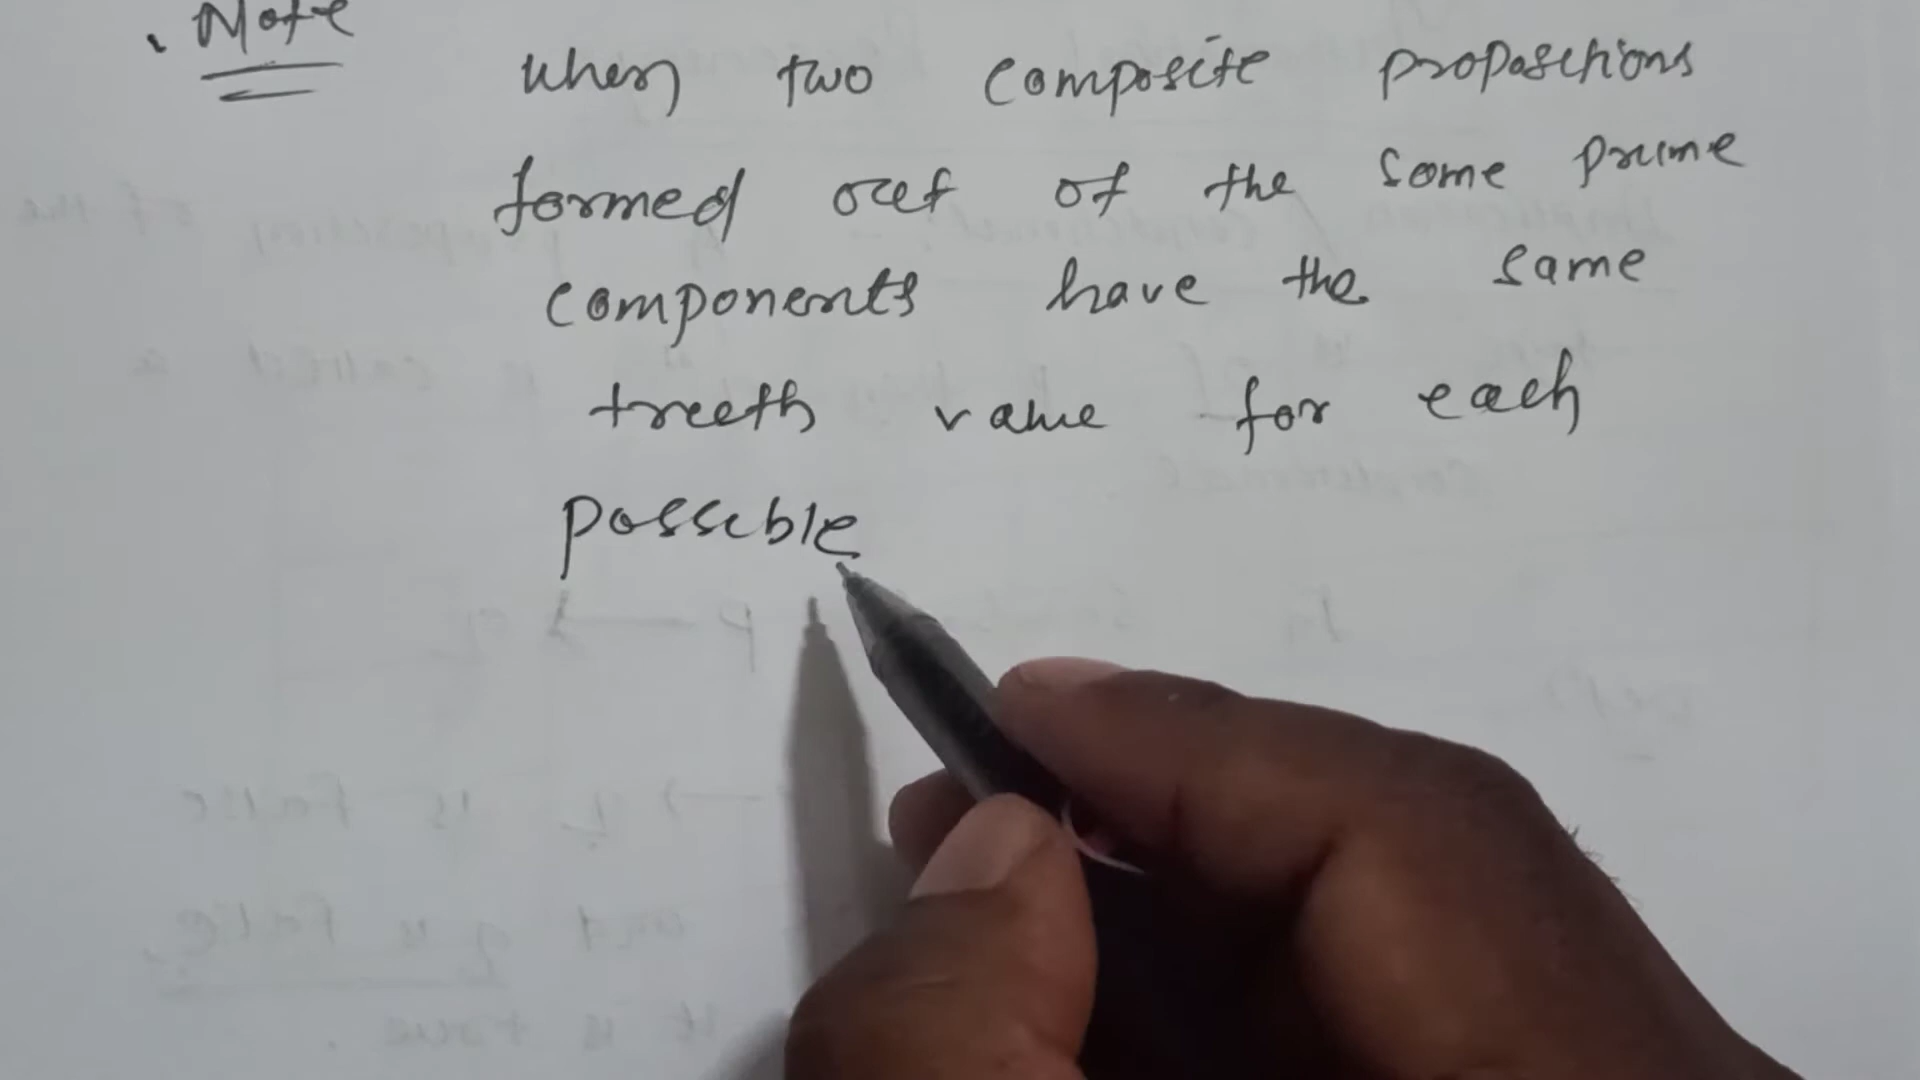 Note
when two composite propositions
formed out of the same prime
components have the same
truth value for each
possible